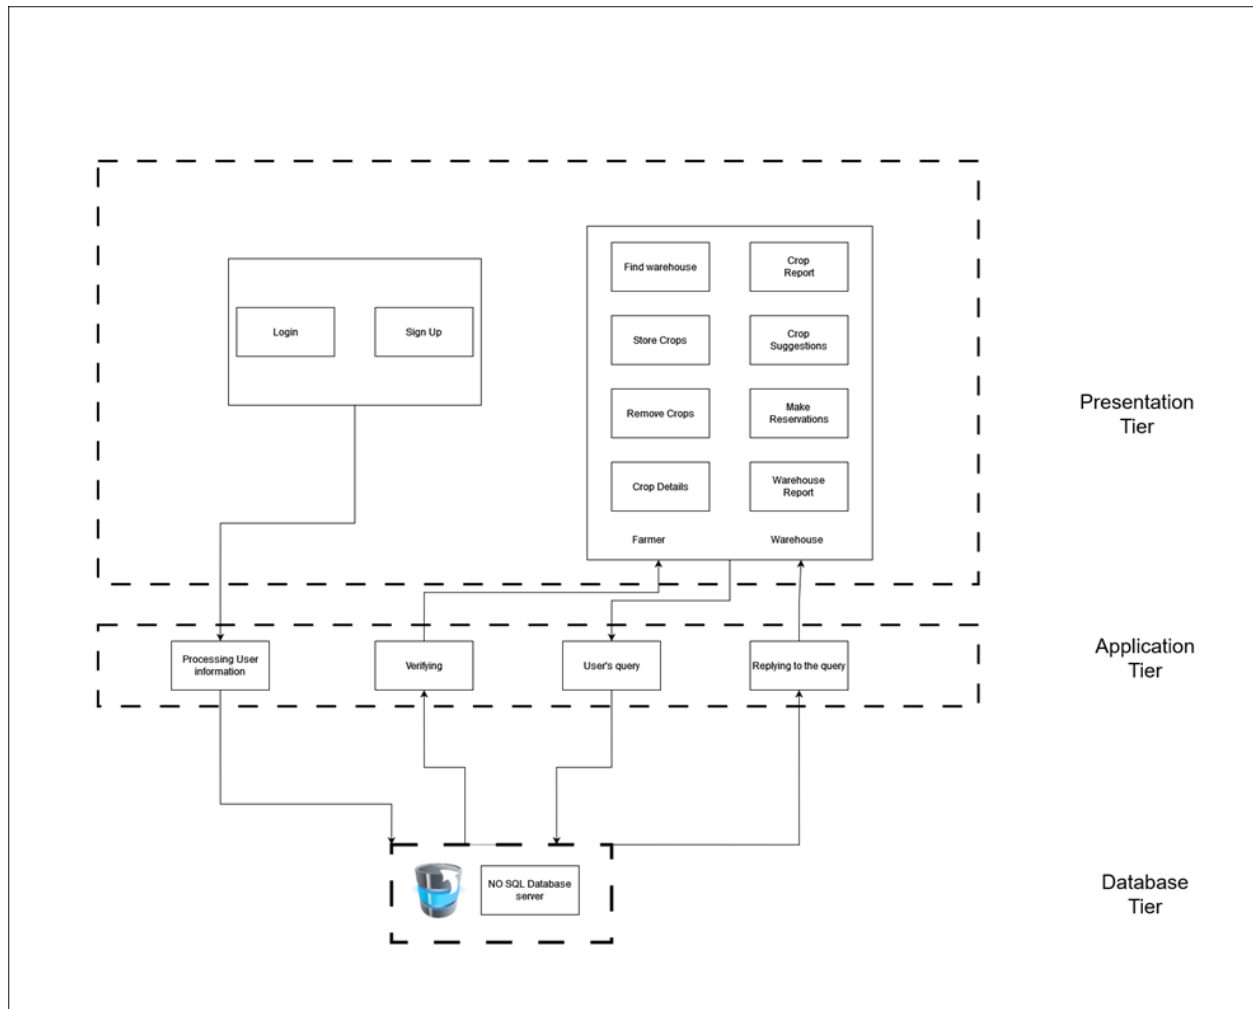 Login
Sign Up
Find warehouse
Crop
Report
Store Crops
Crop
Suggestions
Remove Crops
Make
Reservations
Crop Details
Warehouse
Report
Farmer
Warehouse
Presentation
Tier
Processing User
information
Verifying
User's query
Replying to the query
Application
Tier
NO SQL Database
server
Database
Tier